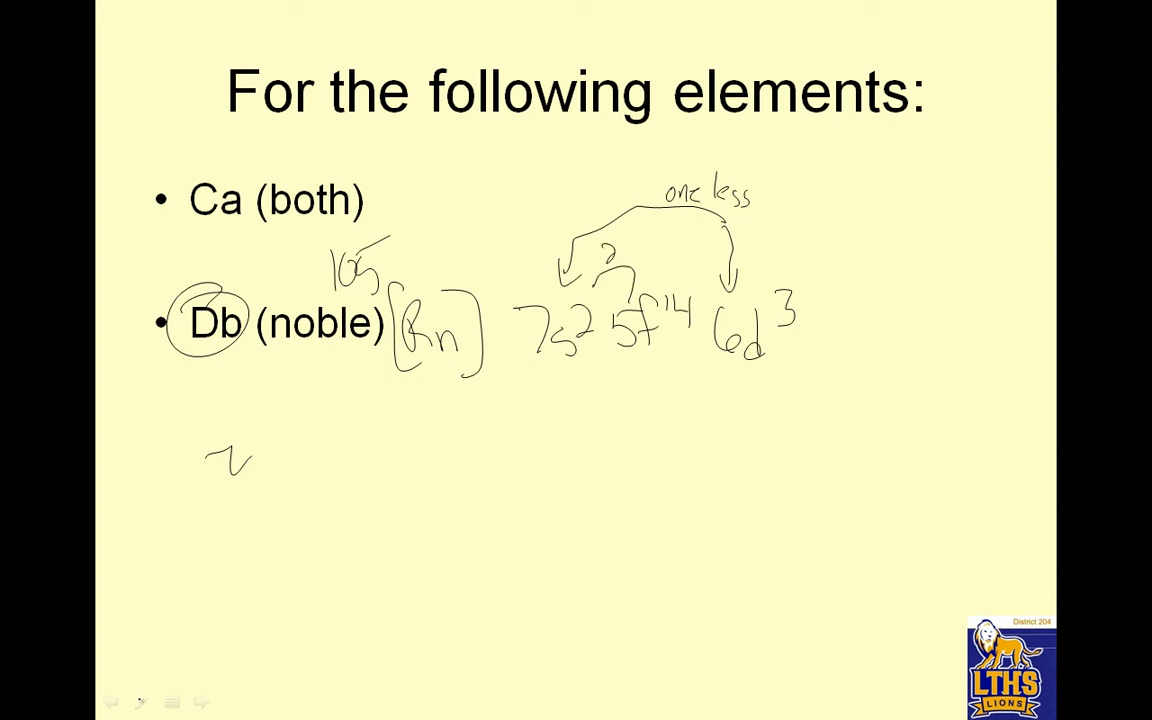 For the following elements:
• Ca (both)
one less
105
2
• Db (noble) [Rn] 7s² 5f¹⁴ 6d³
District 204
LTHS
LIONS